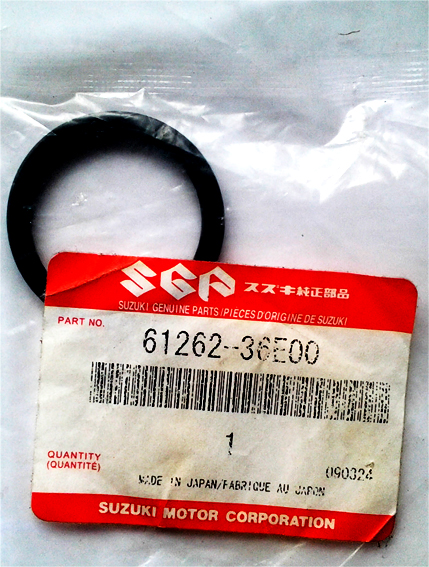 SGP スズキ純正部品
SUZUKI GENUINE PARTS/PIÈCES D'ORIGINE DE SUZUKI
PART NO.
61262-36E00
1
QUANTITY
(QUANTITÉ)
090324
MADE IN JAPAN/FABRIQUE AU JAPON
SUZUKI MOTOR CORPORATION